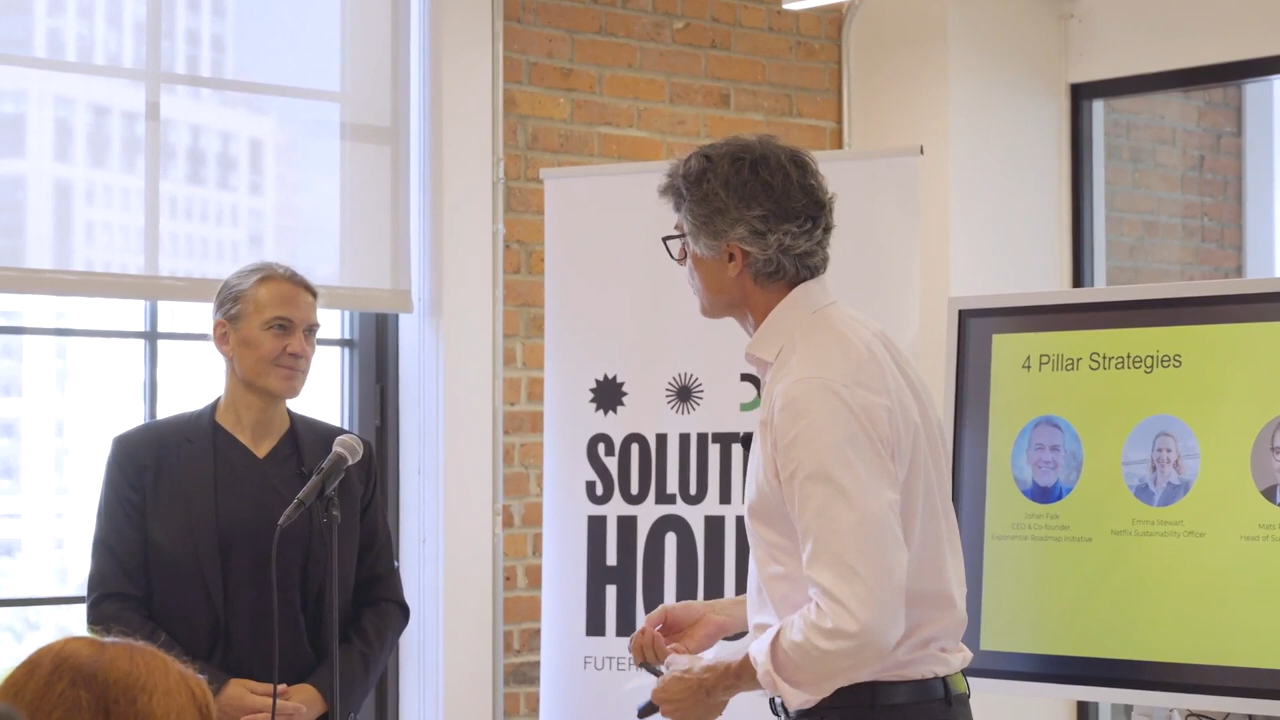 SOLUT
HOU
FUTER
4 Pillar Strategies
Johan Falk
CEO & Co-founder,
Exponential Roadmap Initiative
Emma Stewart,
Netflix Sustainability Officer
Mats
Head of Su